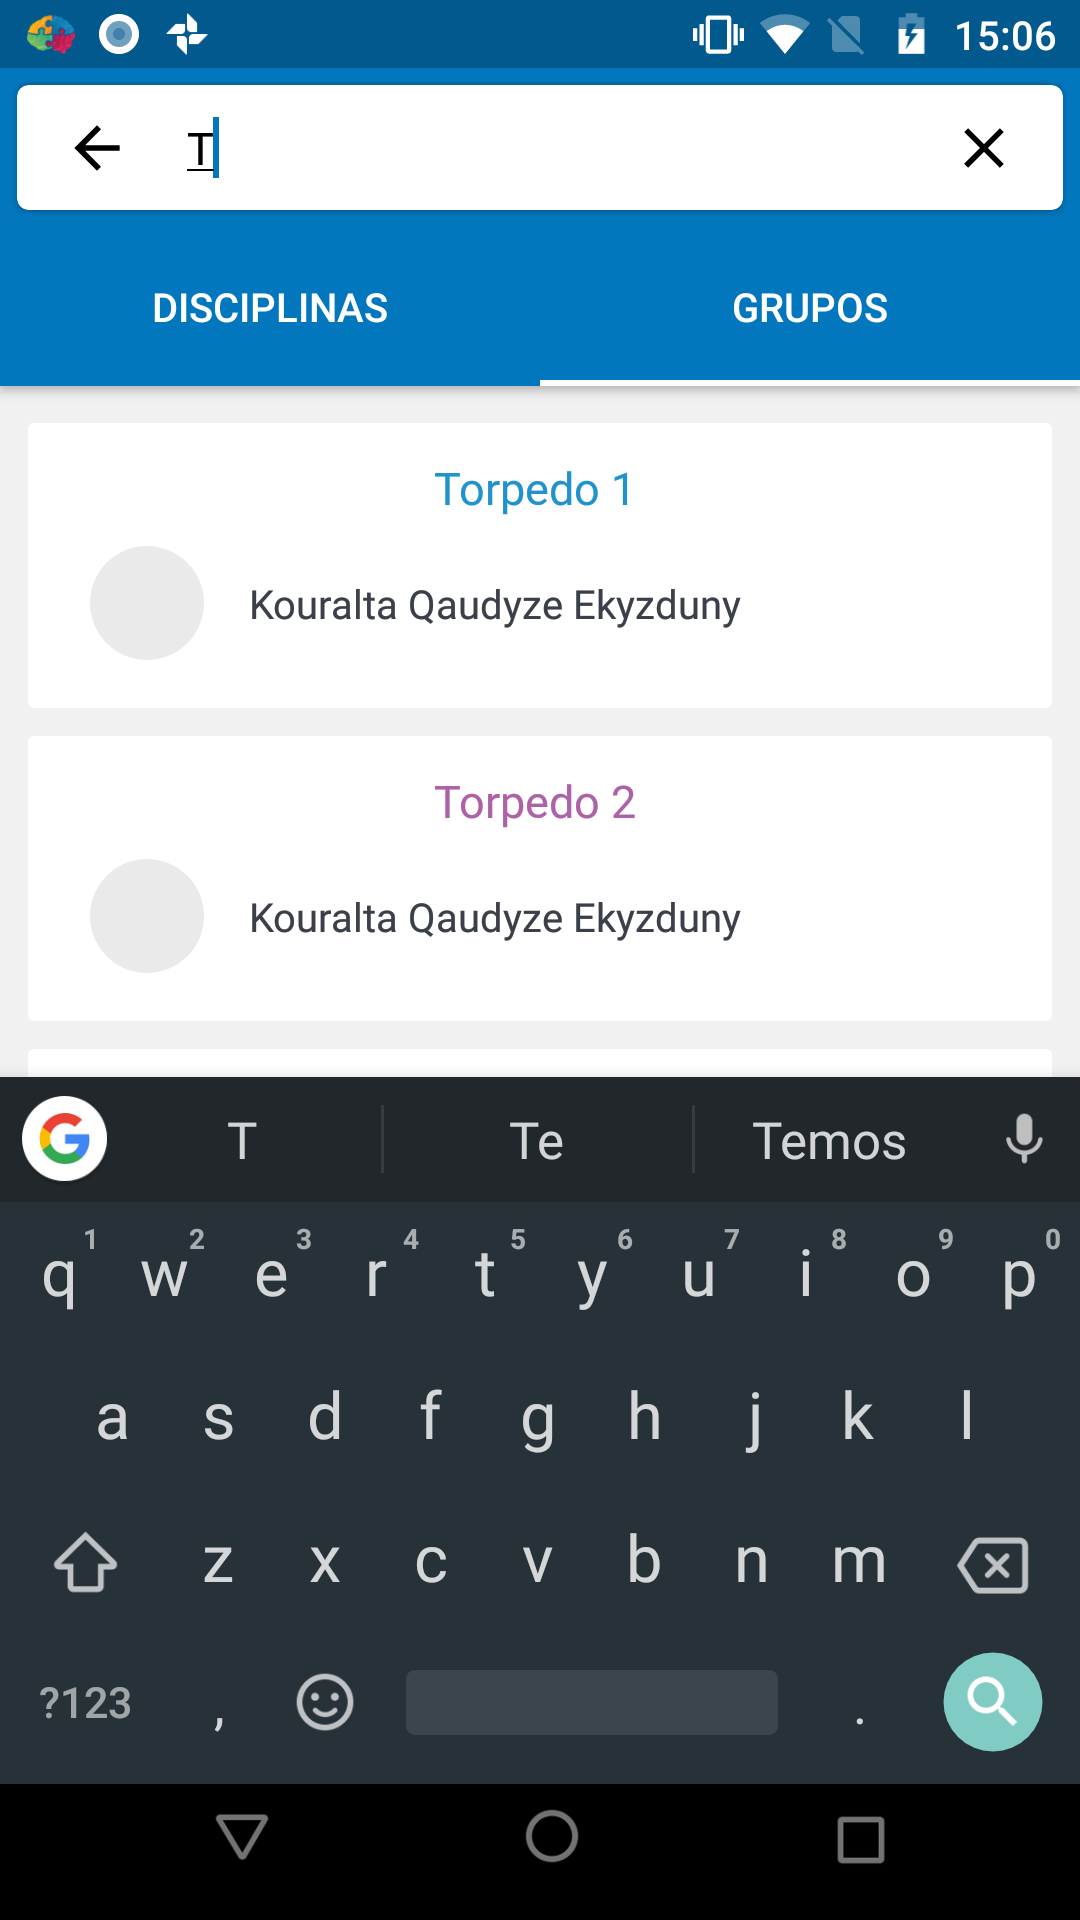 15:06
T
DISCIPLINAS GRUPOS
Torpedo 1
Kouralta Qaudyze Ekyzduny
Torpedo 2
Kouralta Qaudyze Ekyzduny
T Te Temos
1 2 3 4 5 6 7 8 9 0
q w e r t y u i o p
a s d f g h j k l
z x c v b n m
?123 , .